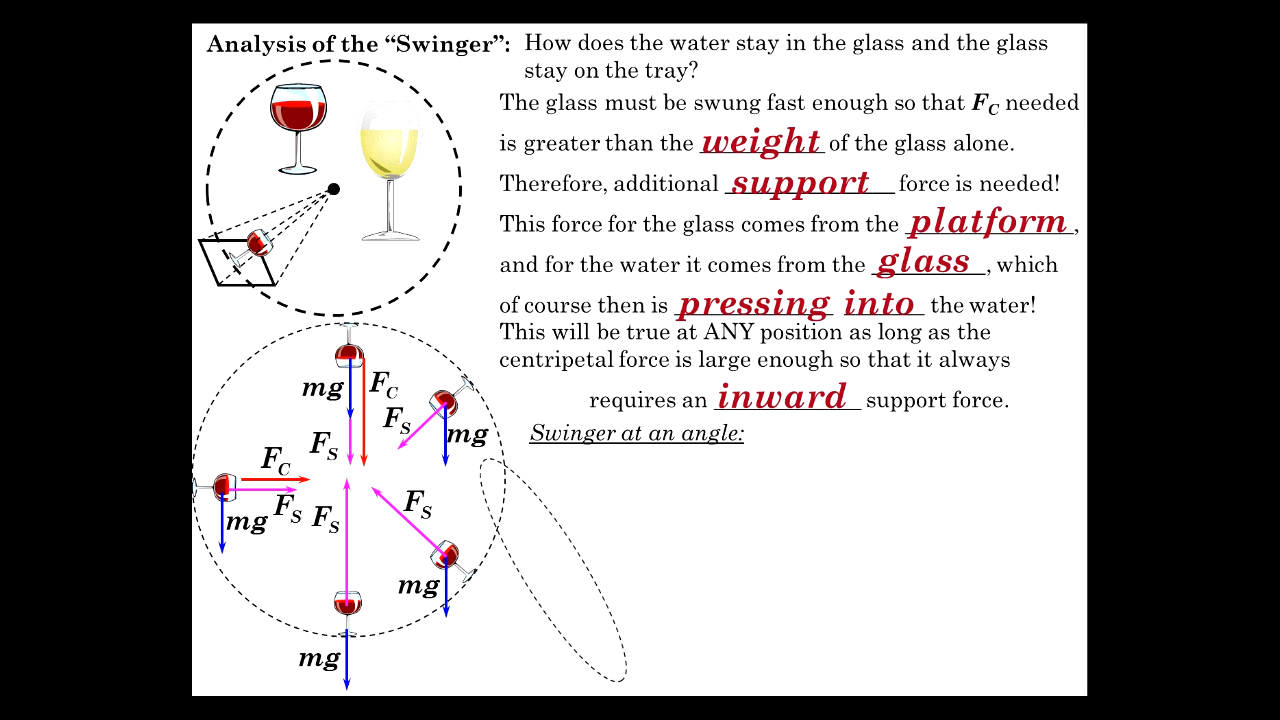 Analysis of the “Swinger”: How does the water stay in the glass and the glass
stay on the tray?
The glass must be swung fast enough so that FC needed
is greater than the weight of the glass alone.
Therefore, additional support force is needed!
This force for the glass comes from the platform,
and for the water it comes from the glass, which
of course then is pressing into the water!
This will be true at ANY position as long as the
centripetal force is large enough so that it always
requires an inward support force.
Swinger at an angle:
mg
FC
FS
mg
FS
FC
FS
mg
FS
FS
mg
mg